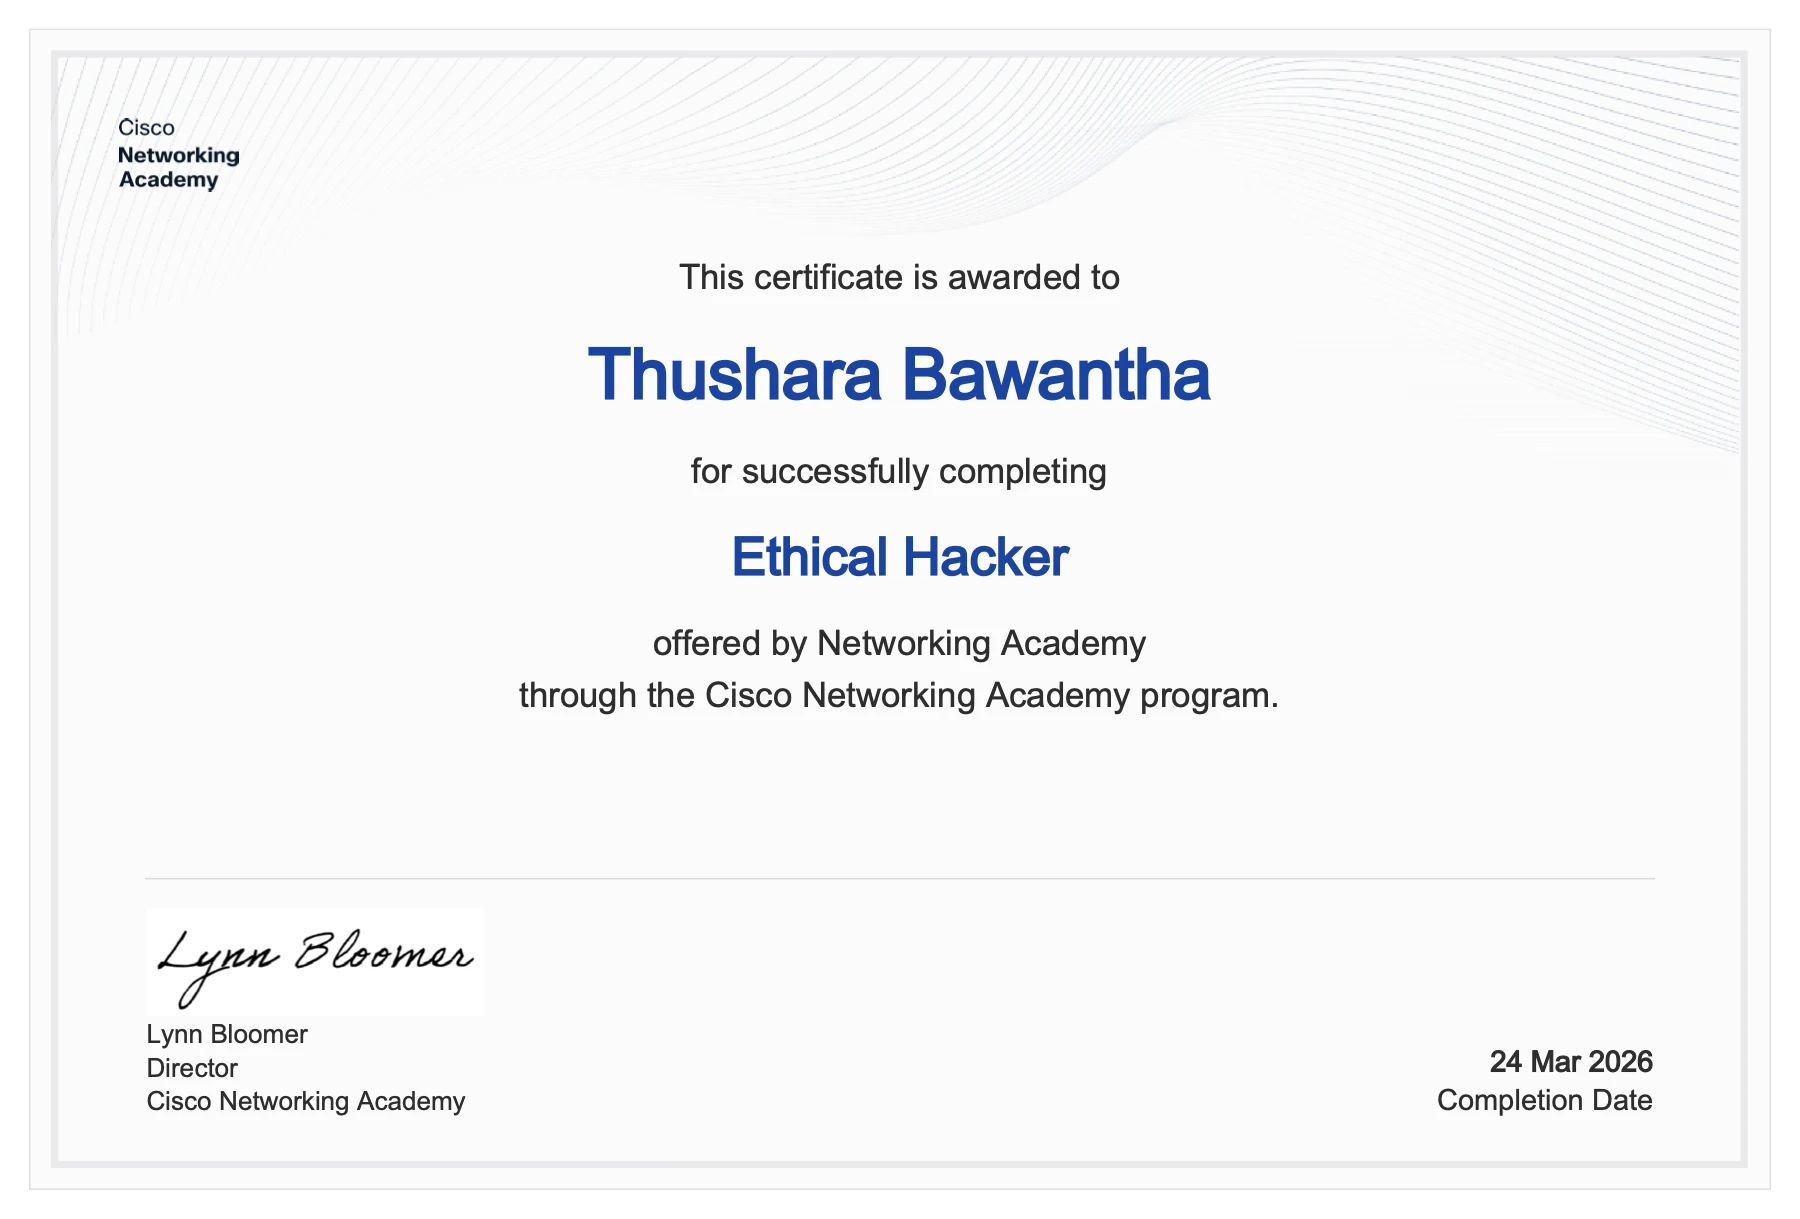 Cisco
Networking
Academy
This certificate is awarded to
Thushara Bawantha
for successfully completing
Ethical Hacker
offered by Networking Academy
through the Cisco Networking Academy program.
Lynn Bloomer
Lynn Bloomer
Director
Cisco Networking Academy
24 Mar 2026
Completion Date